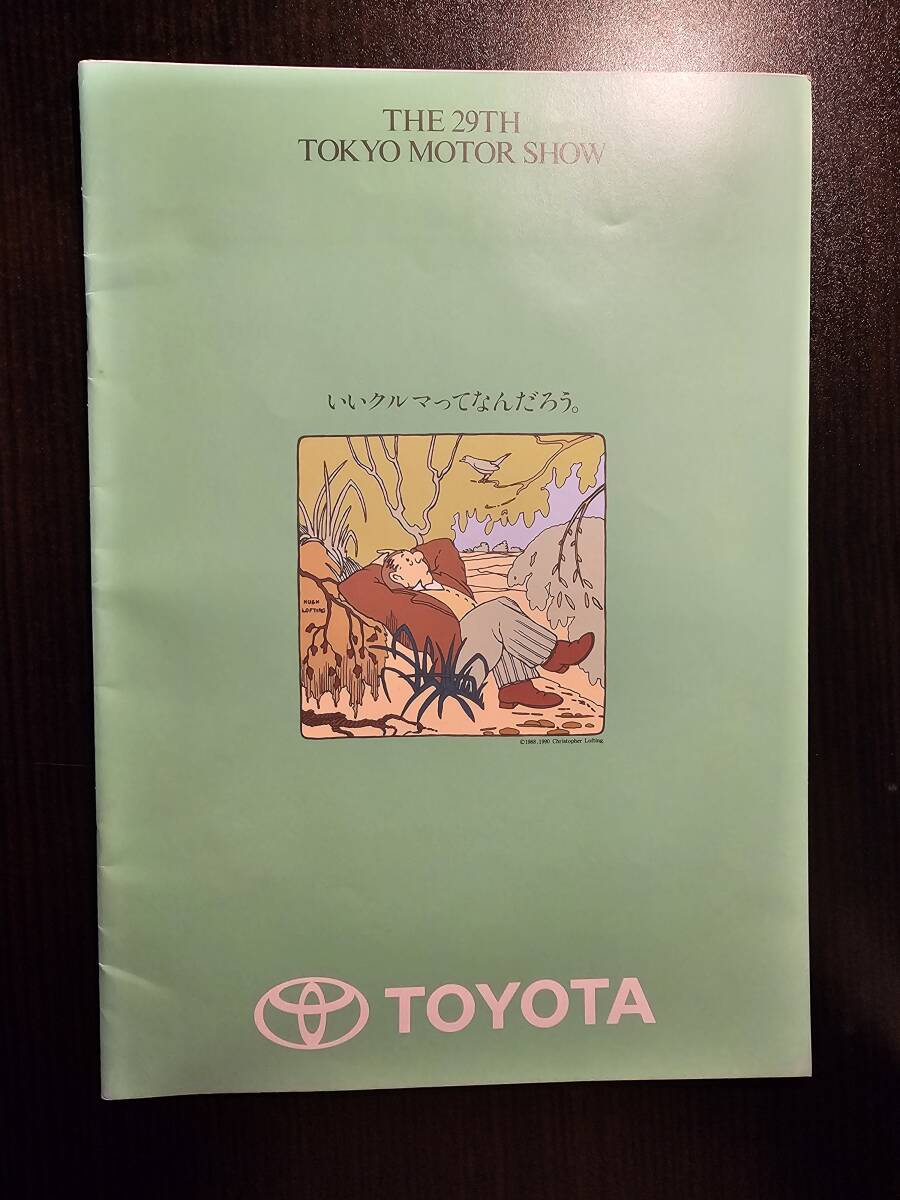 THE 29TH
TOKYO MOTOR SHOW
いいクルマってなんだろう。
HUGH
LOFTING
©1988.1990 Christopher Lofting
TOYOTA